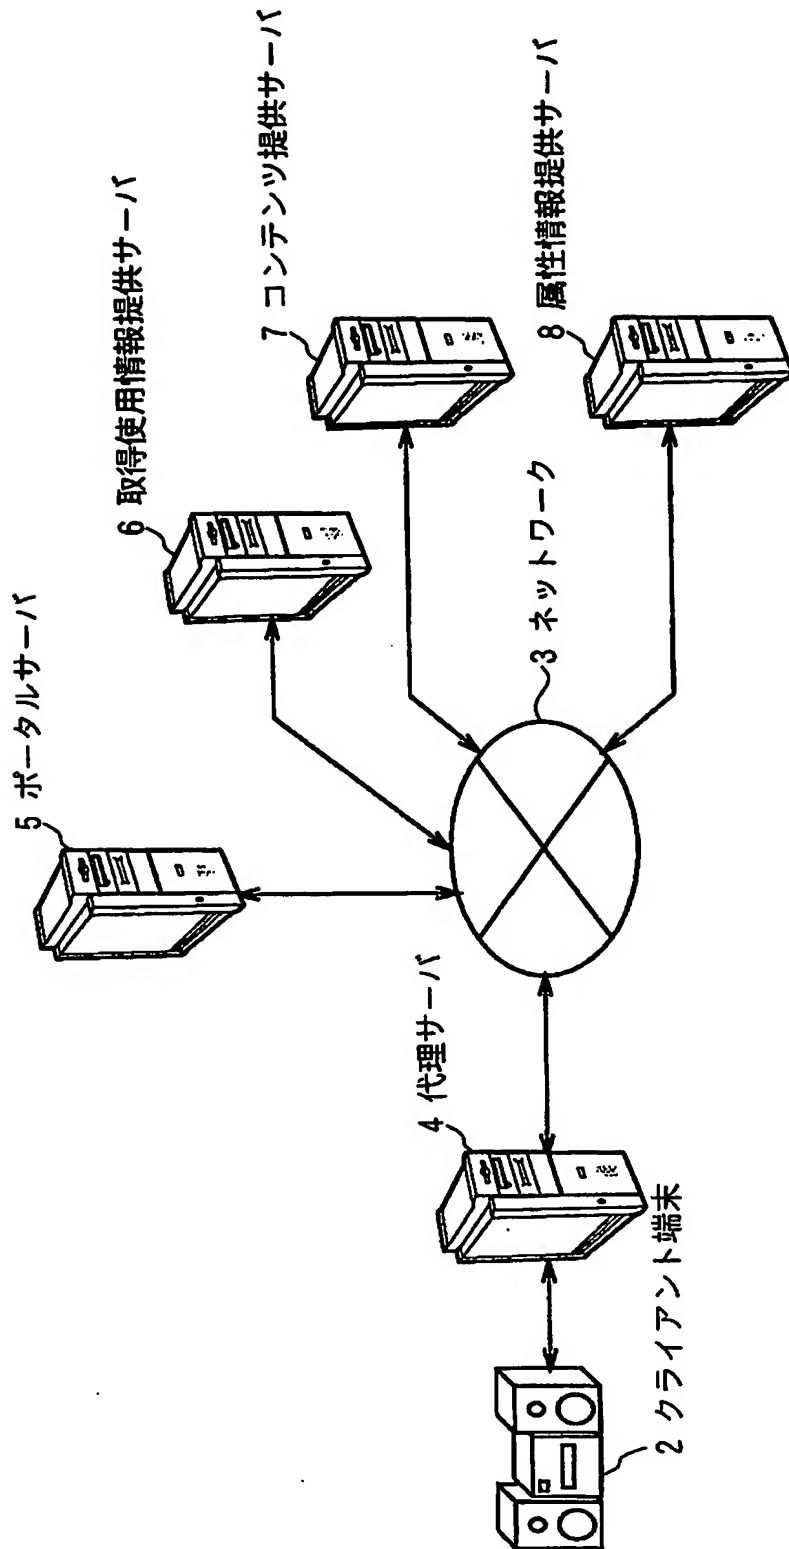 5 ポータルサーバ
6 取得使用情報提供サーバ
7 コンテンツ提供サーバ
8 属性情報提供サーバ
3 ネットワーク
4 代理サーバ
2 クライアント端末